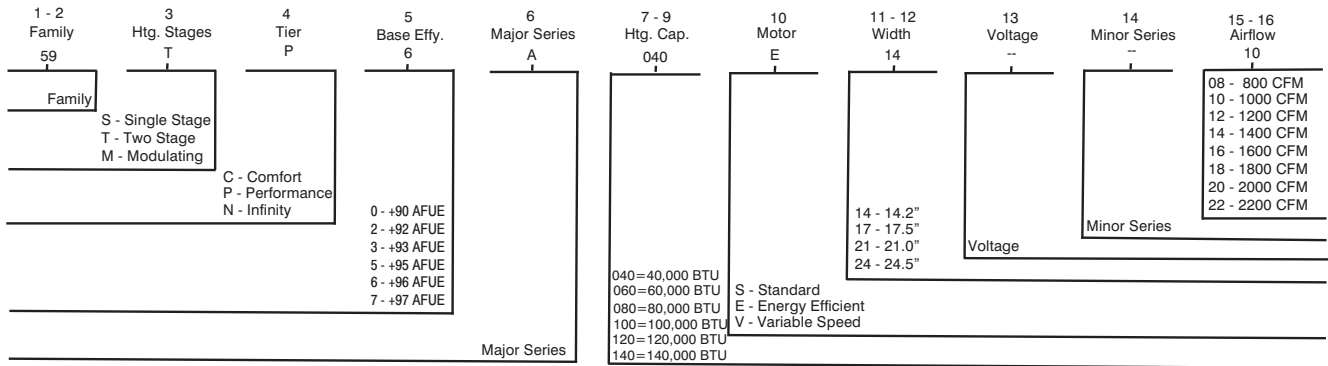 1 - 2 3 4 5 6 7 - 9 10 11 - 12 13 14 15 - 16
Family Htg. Stages Tier Base Effy. Major Series Htg. Cap. Motor Width Voltage Minor Series Airflow
59 T P 6 A 040 E 14 -- -- 10
Family
S - Single Stage
T - Two Stage
M - Modulating
C - Comfort
P - Performance
N - Infinity
0 - +90 AFUE
2 - +92 AFUE
3 - +93 AFUE
5 - +95 AFUE
6 - +96 AFUE
7 - +97 AFUE
Major Series
040=40,000 BTU
060=60,000 BTU
080=80,000 BTU
100=100,000 BTU
120=120,000 BTU
140=140,000 BTU
S - Standard
E - Energy Efficient
V - Variable Speed
14 - 14.2”
17 - 17.5”
21 - 21.0”
24 - 24.5”
Voltage
Minor Series
08 - 800 CFM
10 - 1000 CFM
12 - 1200 CFM
14 - 1400 CFM
16 - 1600 CFM
18 - 1800 CFM
20 - 2000 CFM
22 - 2200 CFM